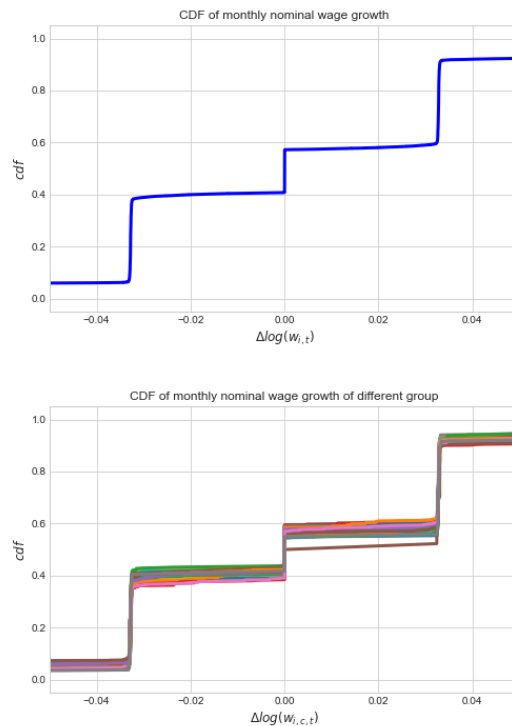 CDF of monthly nominal wage growth
1.0
0.8
0.6
0.4
0.2
0.0
cdf
−0.04 −0.02 0.00 0.02 0.04
Δlog(w_{i,t})
CDF of monthly nominal wage growth of different group
1.0
0.8
0.6
0.4
0.2
0.0
cdf
−0.04 −0.02 0.00 0.02 0.04
Δlog(w_{i,c,t})